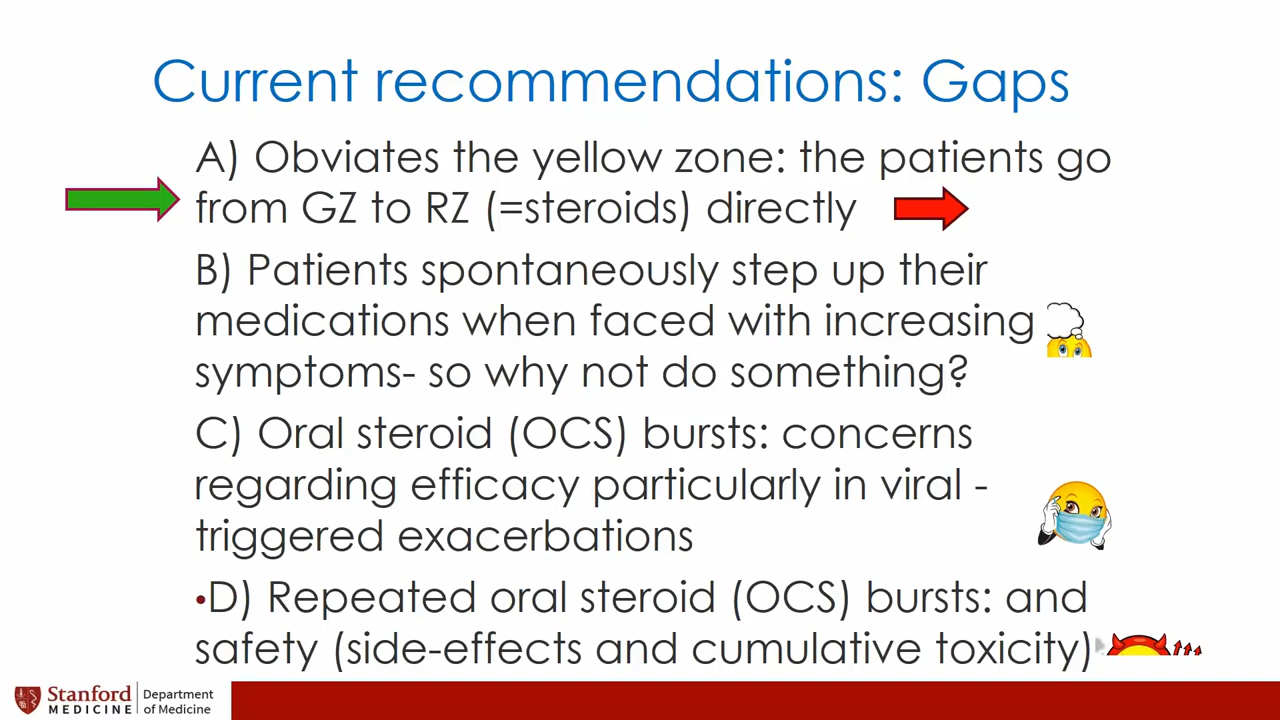 Current recommendations: Gaps
A) Obviates the yellow zone: the patients go
from GZ to RZ (=steroids) directly
B) Patients spontaneously step up their
medications when faced with increasing
symptoms- so why not do something?
C) Oral steroid (OCS) bursts: concerns
regarding efficacy particularly in viral -
triggered exacerbations
•D) Repeated oral steroid (OCS) bursts: and
safety (side-effects and cumulative toxicity)
Stanford
MEDICINE
Department
of Medicine